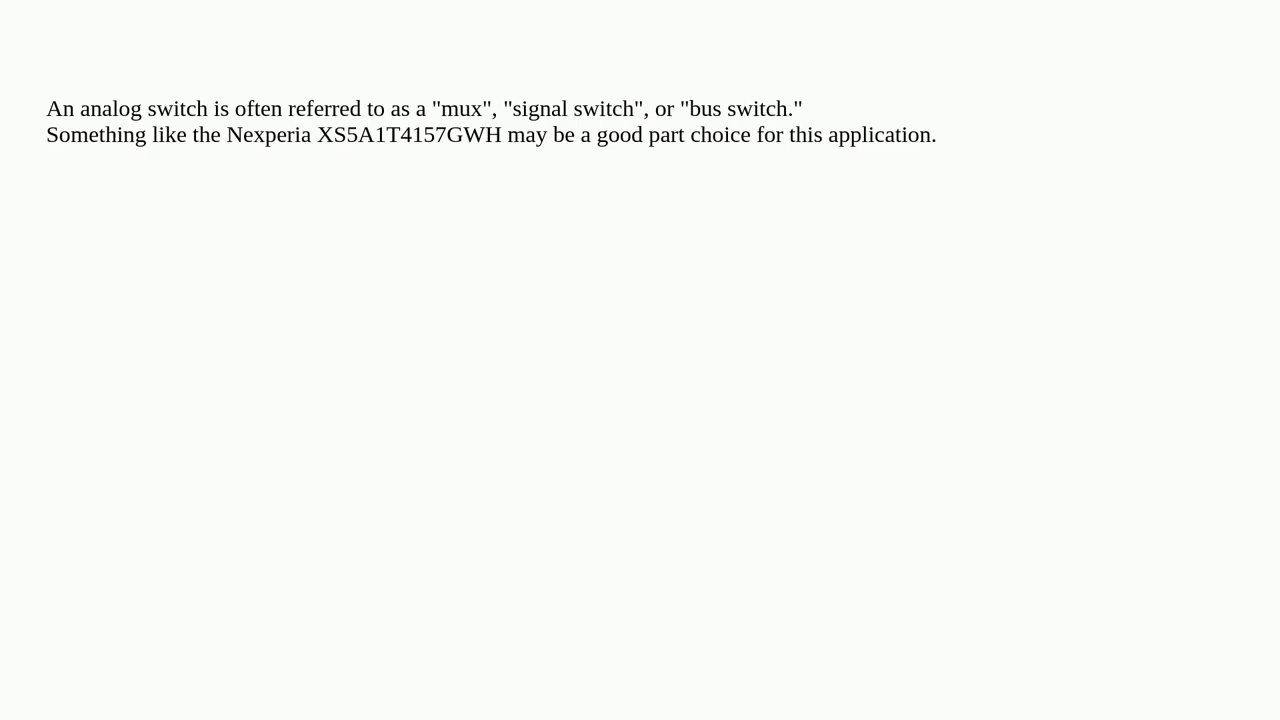 An analog switch is often referred to as a "mux", "signal switch", or "bus switch."
Something like the Nexperia XS5A1T4157GWH may be a good part choice for this application.